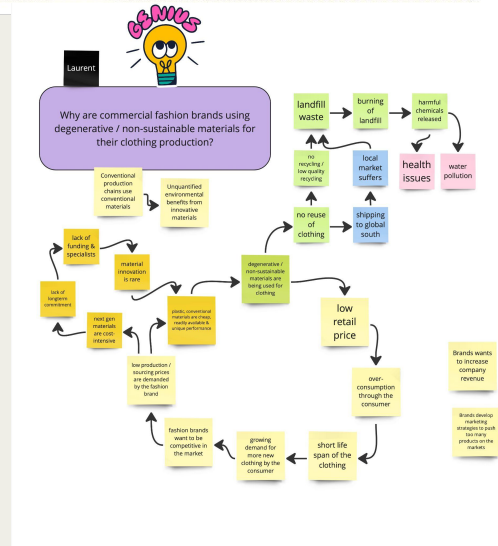 GENIUS
Laurent
Why are commercial fashion brands using
degenerative / non-sustainable materials for
their clothing production?
landfill
waste
burning
of
landfill
harmful
chemicals
released
no
recycling /
low quality
recycling
local
market
suffers
health
issues
water
pollution
Conventional
production
chains use
conventional
materials
Unquantified
environmental
benefits from
innovative
materials
no reuse
of
clothing
shipping
to global
south
lack of
funding &
specialists
material
innovation
is rare
degenerative /
non-sustainable
materials are
being used for
clothing
lack of
longterm
commitment
next gen
materials
are cost-
intensive
plastic, conventional
materials are cheap,
readily available &
unique performance
low
retail
price
low production /
sourcing prices
are demanded
by the fashion
brand
over-
consumption
through the
consumer
Brands wants
to increase
company
revenue
fashion brands
want to be
competitive in
the market
growing
demand for
more new
clothing by the
consumer
short life
span of the
clothing
Brands develop
marketing
strategies to push
too many
products on the
markets